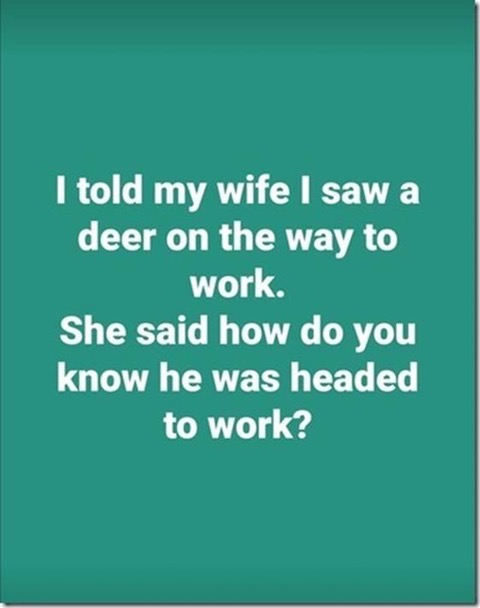 I told my wife I saw a
deer on the way to
work.
She said how do you
know he was headed
to work?